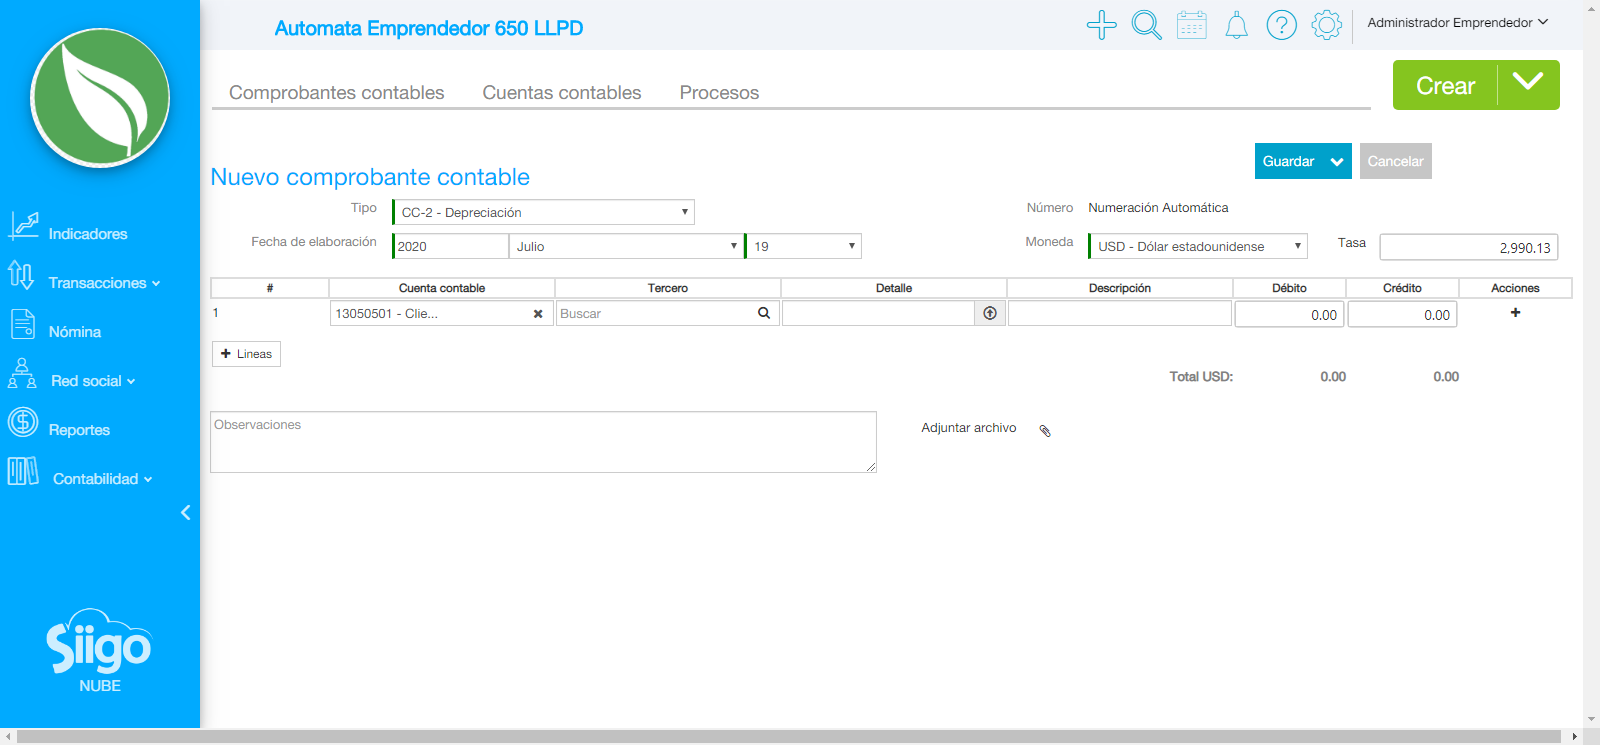 Automata Emprendedor 650 LLPD
Administrador Emprendedor
Comprobantes contables
Cuentas contables
Procesos
Crear
Guardar
Cancelar
Nuevo comprobante contable
Tipo
CC-2 - Depreciación
Número
Numeración Automática
Fecha de elaboración
2020
Julio
19
Moneda
USD - Dólar estadounidense
Tasa
2,990.13
# Cuenta contable Tercero Detalle Descripción Débito Crédito Acciones
1 13050501 - Clie... Buscar 0.00 0.00
Lineas
Total USD: 0.00 0.00
Observaciones
Adjuntar archivo
Indicadores
Transacciones
Nómina
Red social
Reportes
Contabilidad
Siigo
NUBE